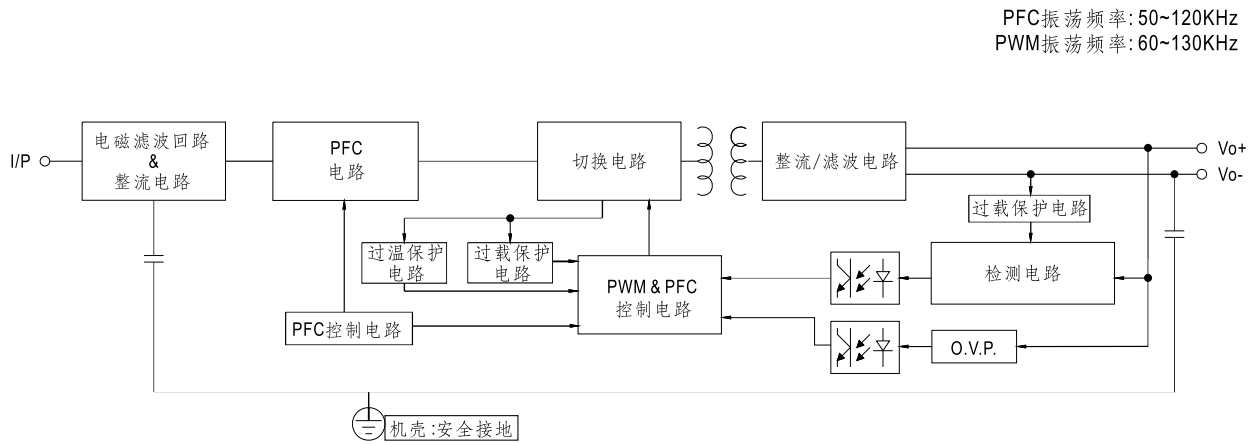 PFC振荡频率: 50~120KHz
PWM振荡频率: 60~130KHz
I/P
电磁滤波回路
&
整流电路
PFC
电路
切换电路
整流/滤波电路
Vo+
Vo-
过载保护电路
过温保护
电路
过载保护
电路
PWM & PFC
控制电路
检测电路
PFC控制电路
O.V.P.
机壳:安全接地